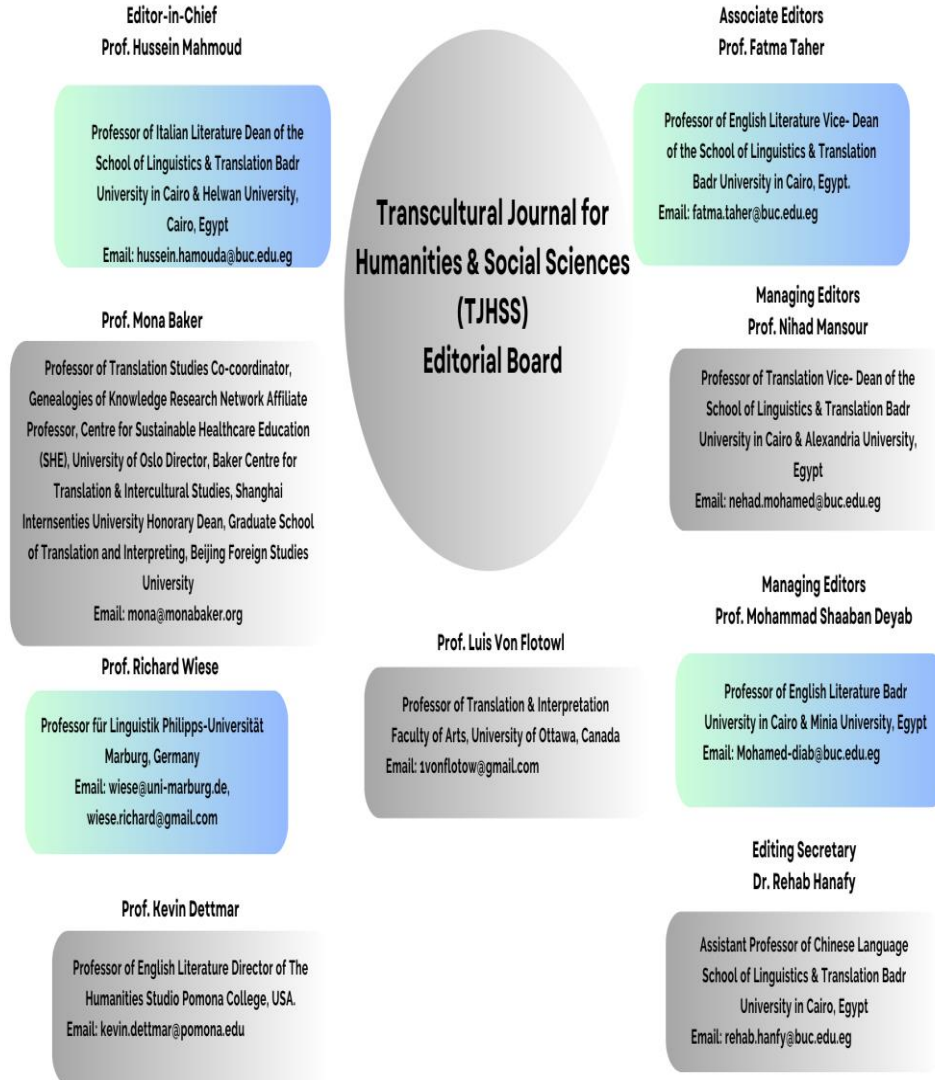 Editor-in-Chief
Prof. Hussein Mahmoud
Professor of Italian Literature Dean of the
School of Linguistics & Translation Badr
University in Cairo & Helwan University,
Cairo, Egypt
Email: hussein.hamouda@buc.edu.eg
Associate Editors
Prof. Fatma Taher
Professor of English Literature Vice- Dean
of the School of Linguistics & Translation
Badr University in Cairo, Egypt.
Email: fatma.taher@buc.edu.eg
Transcultural Journal for
Humanities & Social Sciences
(TJHSS)
Editorial Board
Prof. Mona Baker
Professor of Translation Studies Co-coordinator,
Genealogies of Knowledge Research Network Affiliate
Professor, Centre for Sustainable Healthcare Education
(SHE), University of Oslo Director, Baker Centre for
Translation & Intercultural Studies, Shanghai
Internsenties University Honorary Dean, Graduate School
of Translation and Interpreting, Beijing Foreign Studies
University
Email: mona@monabaker.org
Managing Editors
Prof. Nihad Mansour
Professor of Translation Vice- Dean of the
School of Linguistics & Translation Badr
University in Cairo & Alexandria University,
Egypt
Email: nehad.mohamed@buc.edu.eg
Managing Editors
Prof. Mohammad Shaaban Deyab
Professor of English Literature Badr
University in Cairo & Minia University, Egypt
Email: Mohamed-diab@buc.edu.eg
Prof. Luis Von Flotowl
Professor of Translation & Interpretation
Faculty of Arts, University of Ottawa, Canada
Email: 1vonflotow@gmail.com
Prof. Richard Wiese
Professor für Linguistik Philipps-Universität
Marburg, Germany
Email: wiese@uni-marburg.de,
wiese.richard@gmail.com
Editing Secretary
Dr. Rehab Hanafy
Assistant Professor of Chinese Language
School of Linguistics & Translation Badr
University in Cairo, Egypt
Email: rehab.hanfy@buc.edu.eg
Prof. Kevin Dettmar
Professor of English Literature Director of The
Humanities Studio Pomona College, USA.
Email: kevin.dettmar@pomona.edu